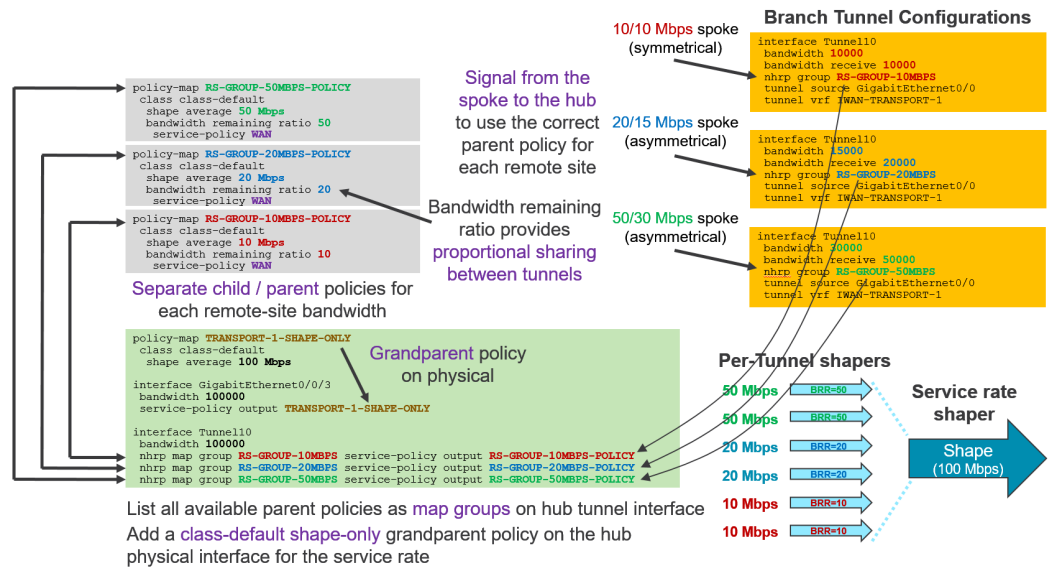 Branch Tunnel Configurations
10/10 Mbps spoke
(symmetrical)
interface Tunnel10
bandwidth 10000
bandwidth receive 10000
nhrp group RS-GROUP-10MBPS
tunnel source GigabitEthernet0/0
tunnel vrf IWAN-TRANSPORT-1
20/15 Mbps spoke
(asymmetrical)
interface Tunnel10
bandwidth 15000
bandwidth receive 20000
nhrp group RS-GROUP-20MBPS
tunnel source GigabitEthernet0/0
tunnel vrf IWAN-TRANSPORT-1
50/30 Mbps spoke
(asymmetrical)
interface Tunnel10
bandwidth 30000
bandwidth receive 50000
nhrp group RS-GROUP-50MBPS
tunnel source GigabitEthernet0/0
tunnel vrf IWAN-TRANSPORT-1
policy-map RS-GROUP-50MBPS-POLICY
class class-default
shape average 50 Mbps
bandwidth remaining ratio 50
service-policy WAN
policy-map RS-GROUP-20MBPS-POLICY
class class-default
shape average 20 Mbps
bandwidth remaining ratio 20
service-policy WAN
policy-map RS-GROUP-10MBPS-POLICY
class class-default
shape average 10 Mbps
bandwidth remaining ratio 10
service-policy WAN
Signal from the
spoke to the hub
to use the correct
parent policy for
each remote site
Bandwidth remaining
ratio provides
proportional sharing
between tunnels
Separate child / parent policies for
each remote-site bandwidth
policy-map TRANSPORT-1-SHAPE-ONLY
class class-default
shape average 100 Mbps
interface GigabitEthernet0/0/3
bandwidth 100000
service-policy output TRANSPORT-1-SHAPE-ONLY
interface Tunnel10
bandwidth 100000
nhrp map group RS-GROUP-10MBPS service-policy output RS-GROUP-10MBPS-POLICY
nhrp map group RS-GROUP-20MBPS service-policy output RS-GROUP-20MBPS-POLICY
nhrp map group RS-GROUP-50MBPS service-policy output RS-GROUP-50MBPS-POLICY
Grandparent policy
on physical
List all available parent policies as map groups on hub tunnel interface
Add a class-default shape-only grandparent policy on the hub
physical interface for the service rate
Per-Tunnel shapers
50 Mbps BRR=50
50 Mbps BRR=50
20 Mbps BRR=20
20 Mbps BRR=20
10 Mbps BRR=10
10 Mbps BRR=10
Service rate
shaper
Shape
(100 Mbps)